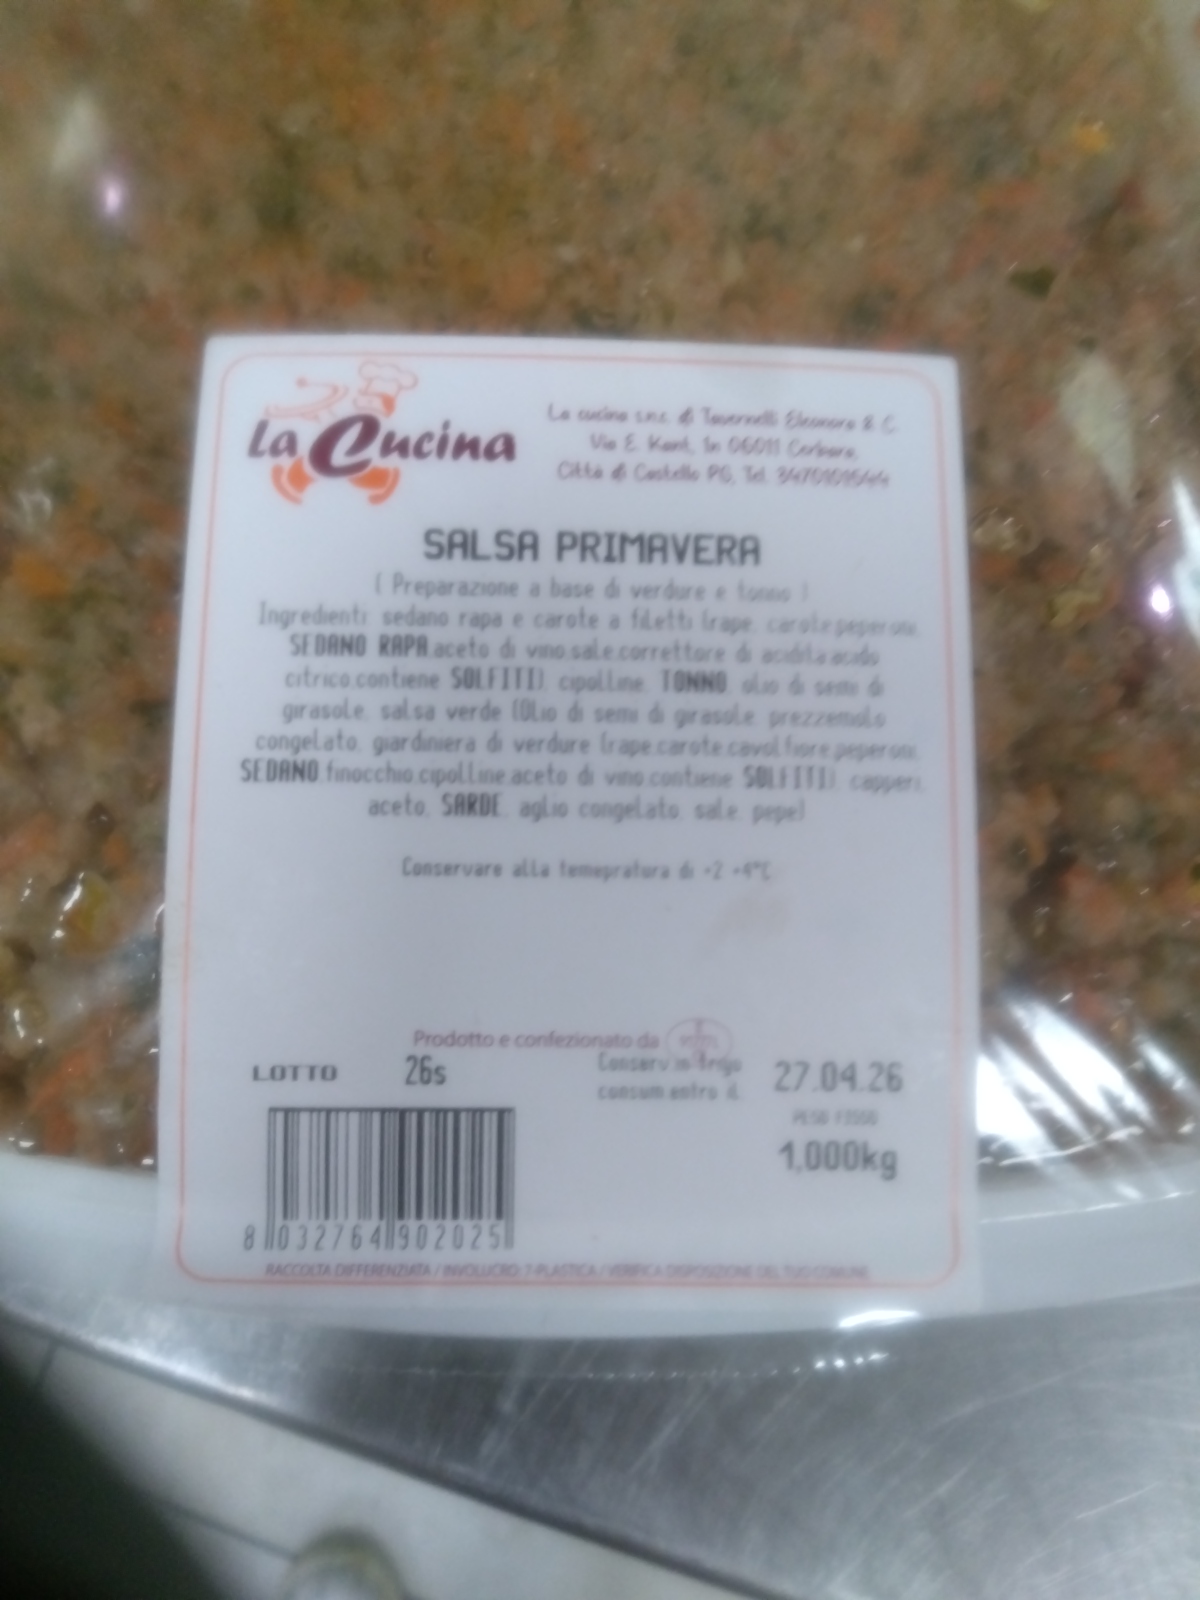 La Cucina
La cucina s.n.c. di Tavernelli Eleonora & C.
Via E. Kant, 1n 06011 Cerbara,
Città di Castello PG, Tel.
SALSA PRIMAVERA
( Preparazione a base di verdure e tonno )
Ingredienti: sedano rapa e carote a filetti (rape, carote,peperoni,
SEDANO RAPA,aceto di vino,sale,correttore di acidità:acido
citrico,contiene SOLFITI), cipolline, TONNO, olio di semi di
girasole, salsa verde (Olio di semi di girasole, prezzemolo
congelato, giardiniera di verdure (rape,carote,cavolfiore,peperoni,
SEDANO,finocchio,cipolline,aceto di vino,contiene SOLFITI), capperi,
aceto, SARDE, aglio congelato, sale, pepe)
Conservare alla temepratura di +2 +4°C
Prodotto e confezionato da
LOTTO 26s
Conserv in frigo
consum entro il 27.04.26
PESO FISSO
1,000kg
8 032764 902025
RACCOLTA DIFFERENZIATA / INVOLUCRO: 7-PLASTICA / VERIFICA DISPOSIZIONE DEL TUO COMUNE